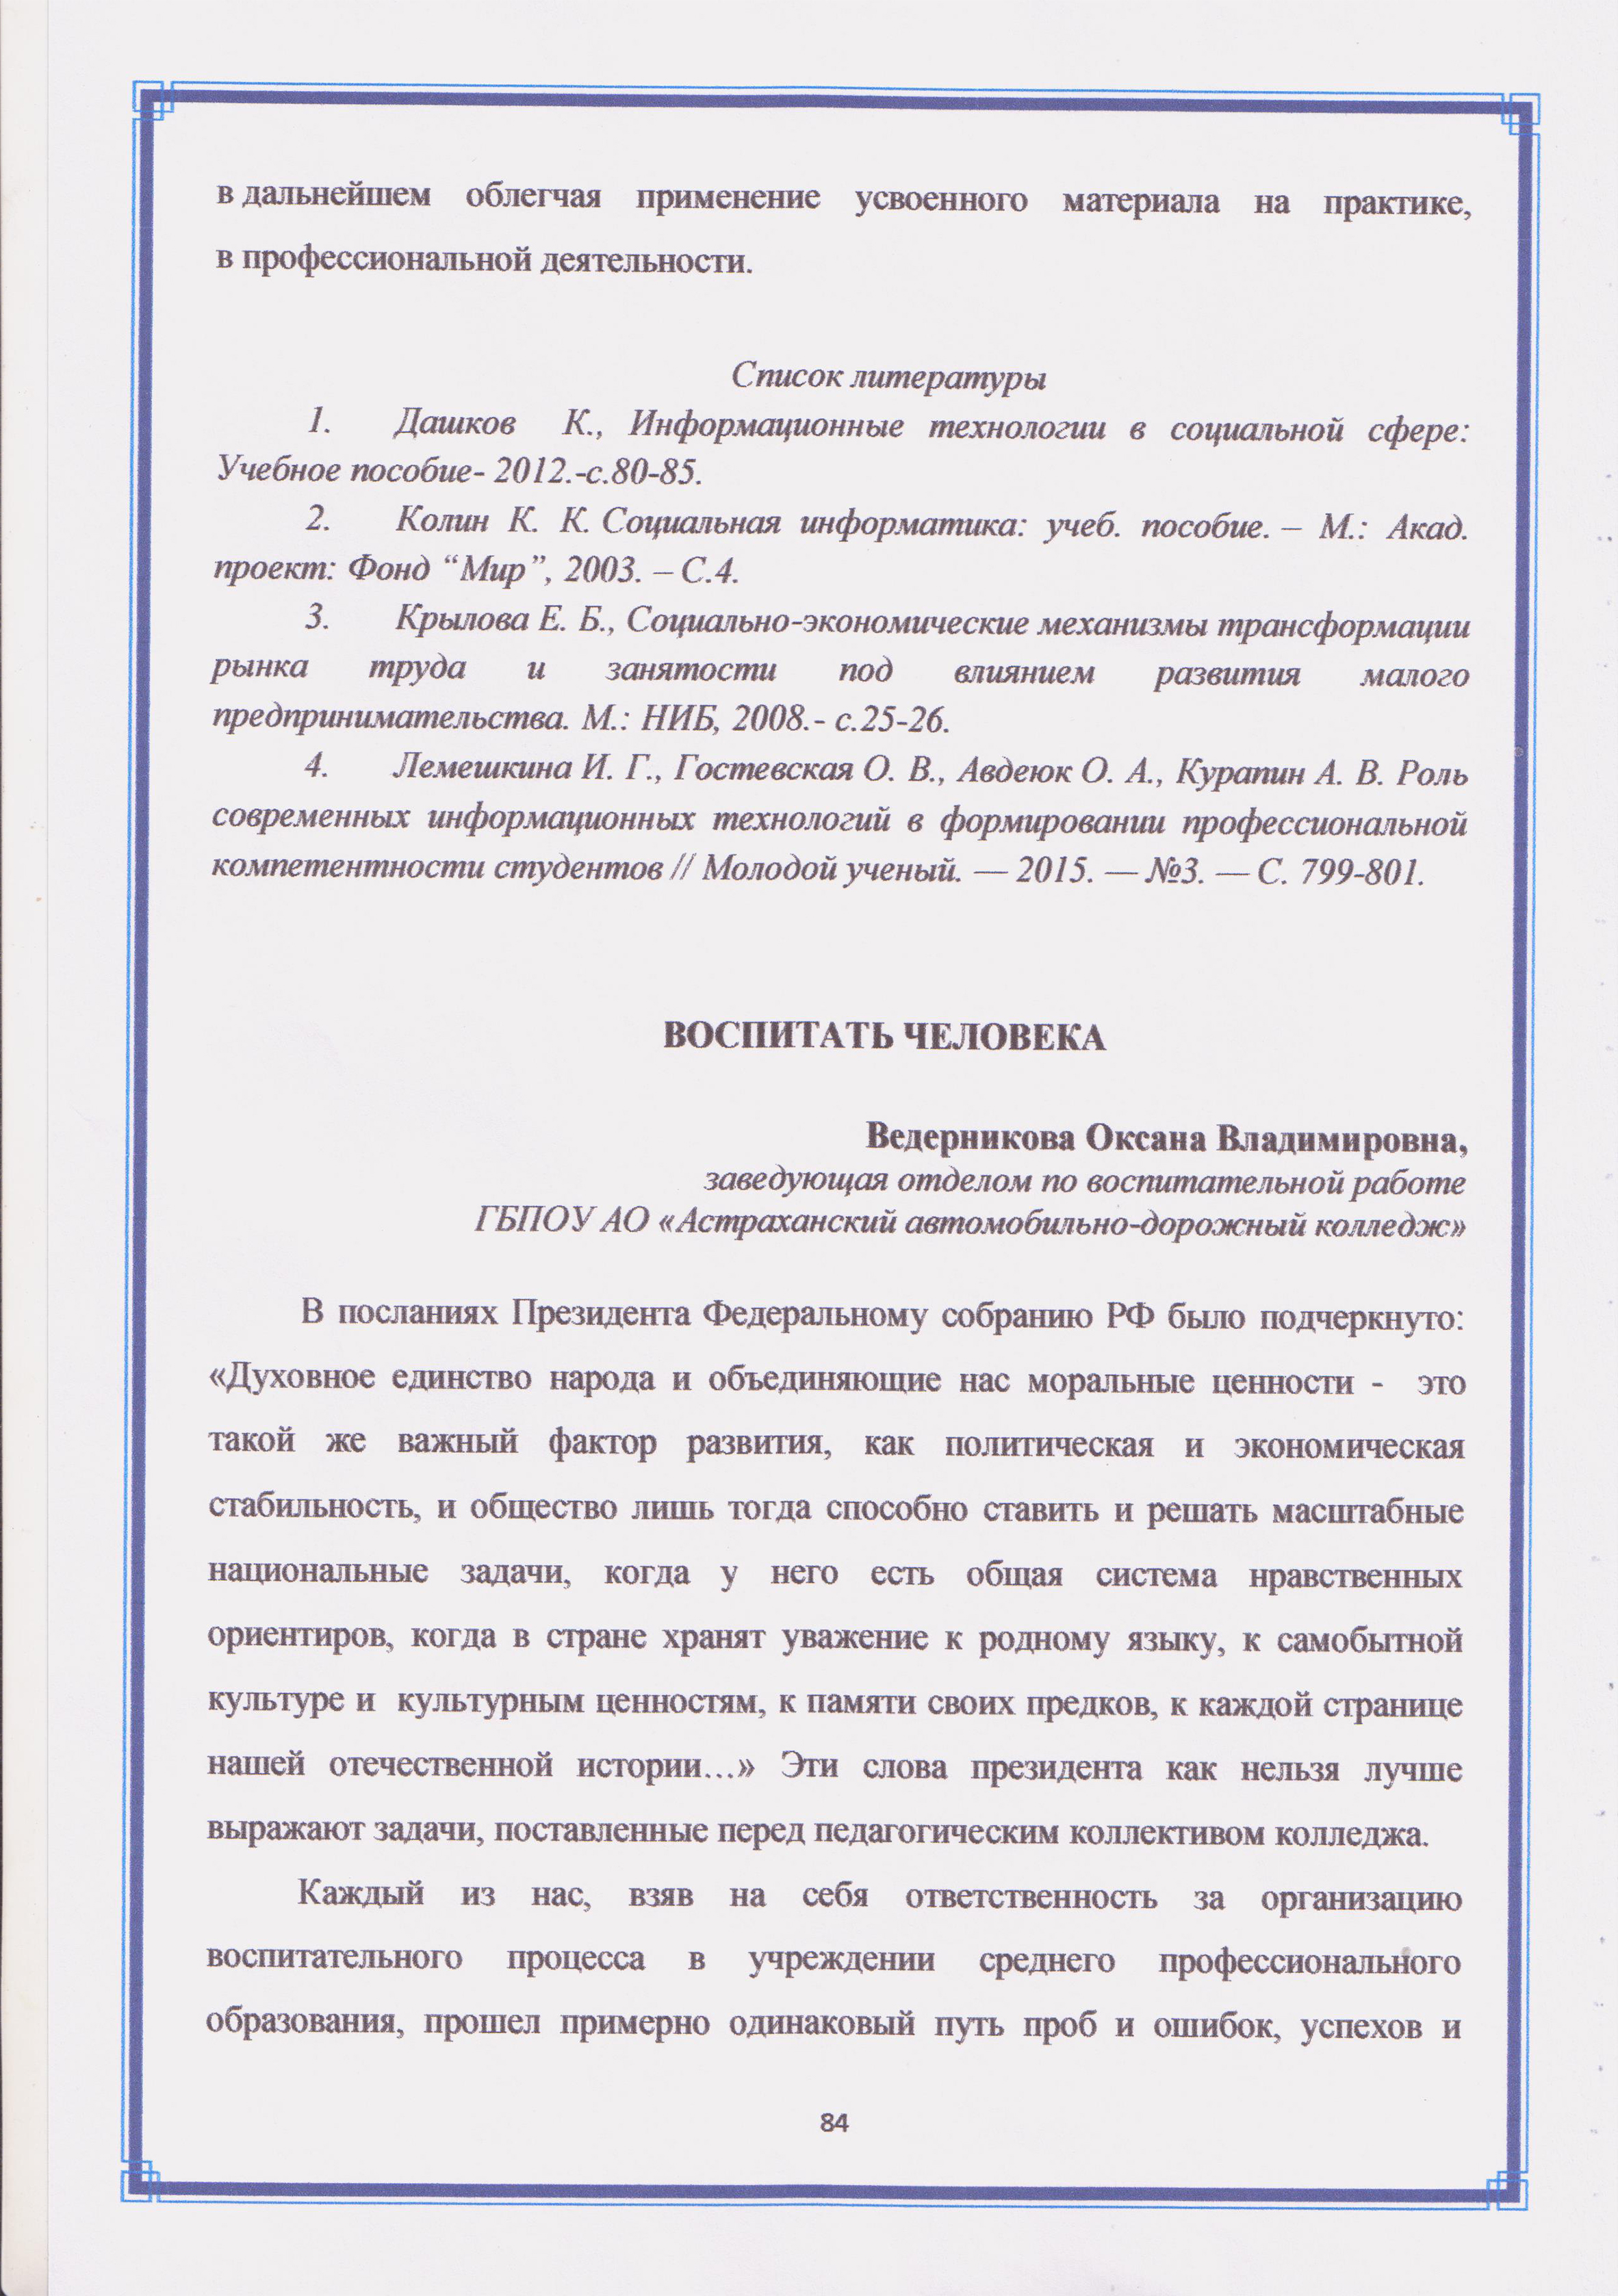 в дальнейшем облегчая применение усвоенного материала на практике,
в профессиональной деятельности.
Список литературы
1. Дашков К., Информационные технологии в социальной сфере:
Учебное пособие- 2012.-с.80-85.
2. Колин К. К. Социальная информатика: учеб. пособие. – М.: Акад.
проект: Фонд “Мир”, 2003. – С.4.
3. Крылова Е. Б., Социально-экономические механизмы трансформации
рынка труда и занятости под влиянием развития малого
предпринимательства. М.: НИБ, 2008.- с.25-26.
4. Лемешкина И. Г., Гостевская О. В., Авдеюк О. А., Курапин А. В. Роль
современных информационных технологий в формировании профессиональной
компетентности студентов // Молодой ученый. — 2015. — №3. — С. 799-801.
ВОСПИТАТЬ ЧЕЛОВЕКА
Ведерникова Оксана Владимировна,
заведующая отделом по воспитательной работе
ГБПОУ АО «Астраханский автомобильно-дорожный колледж»
В посланиях Президента Федеральному собранию РФ было подчеркнуто:
«Духовное единство народа и объединяющие нас моральные ценности - это
такой же важный фактор развития, как политическая и экономическая
стабильность, и общество лишь тогда способно ставить и решать масштабные
национальные задачи, когда у него есть общая система нравственных
ориентиров, когда в стране хранят уважение к родному языку, к самобытной
культуре и культурным ценностям, к памяти своих предков, к каждой странице
нашей отечественной истории…» Эти слова президента как нельзя лучше
выражают задачи, поставленные перед педагогическим коллективом колледжа.
Каждый из нас, взяв на себя ответственность за организацию
воспитательного процесса в учреждении среднего профессионального
образования, прошел примерно одинаковый путь проб и ошибок, успехов и
84